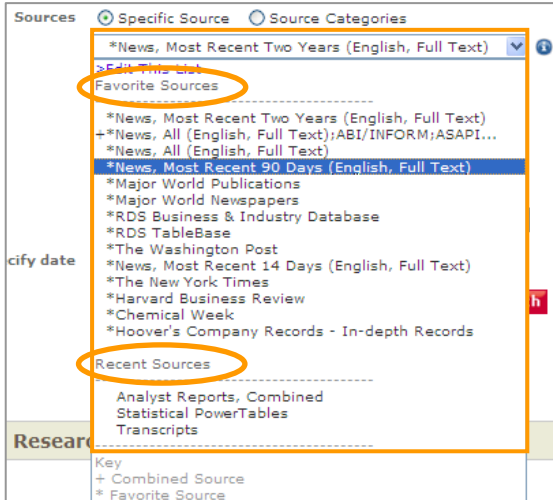 Sources Specific Source Source Categories
*News, Most Recent Two Years (English, Full Text)
>Edit This List
Favorite Sources
----------------------------------
*News, Most Recent Two Years (English, Full Text)
+*News, All (English, Full Text);ABI/INFORM;ASAPI...
*News, All (English, Full Text)
*News, Most Recent 90 Days (English, Full Text)
*Major World Publications
*Major World Newspapers
*RDS Business & Industry Database
*RDS TableBase
*The Washington Post
cify date
*News, Most Recent 14 Days (English, Full Text)
*The New York Times
h
*Harvard Business Review
*Chemical Week
*Hoover's Company Records - In-depth Records
Recent Sources
----------------------------------
Analyst Reports, Combined
Statistical PowerTables
Transcripts
----------------------------------
Researc
Key
+ Combined Source
* Favorite Source